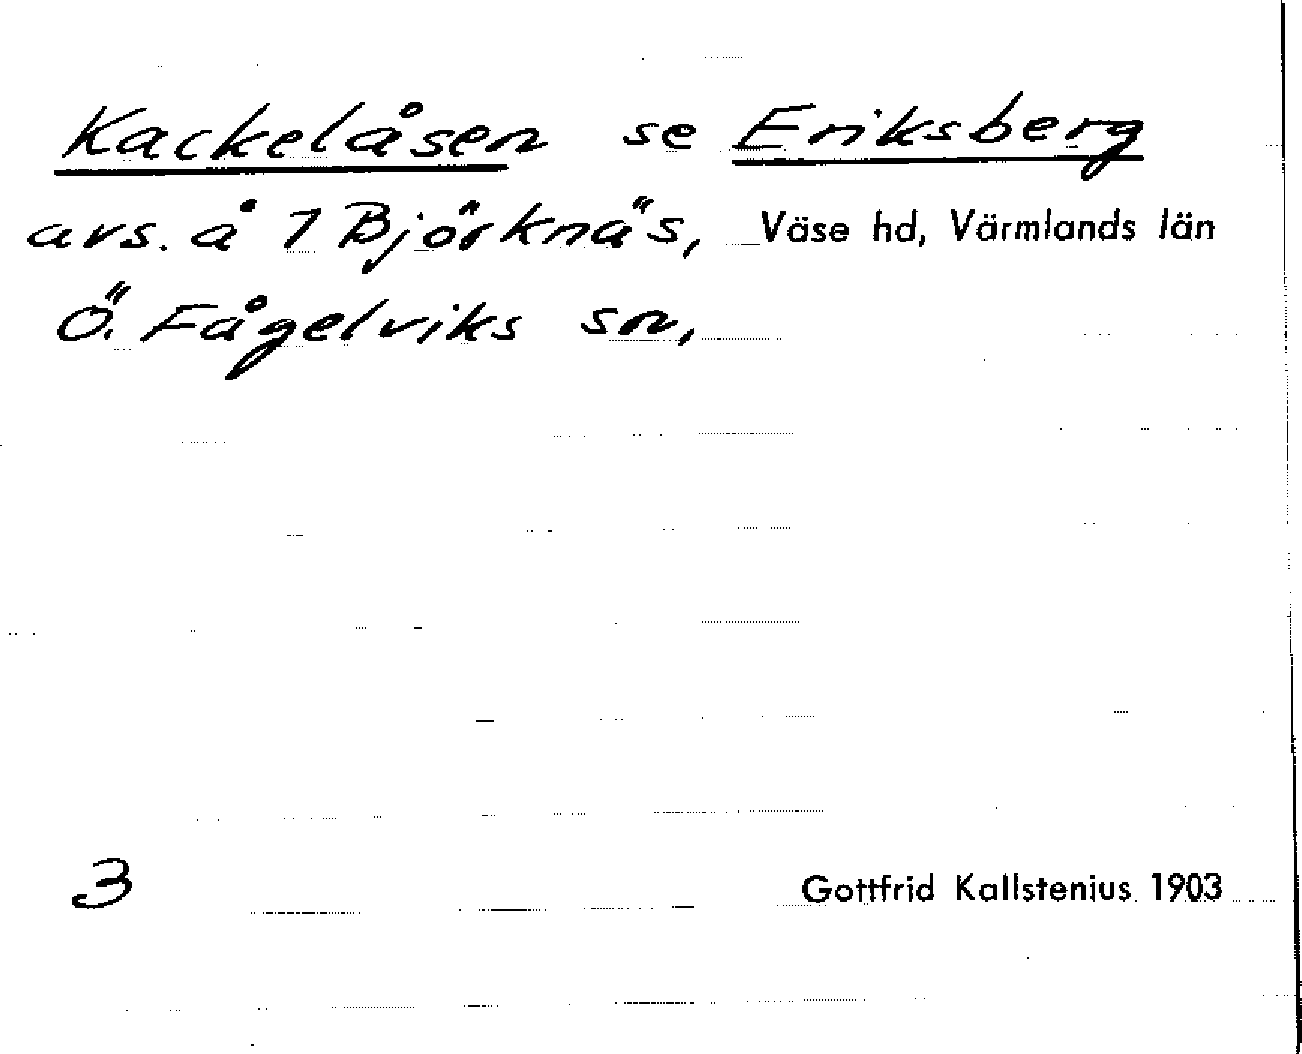 Kackelåsen se Eriksberg
avs. å 1 Björknäs, Väse hd, Värmlands län
Ö. Fågelviks sn,
3
Gottfrid Kallstenius 1903